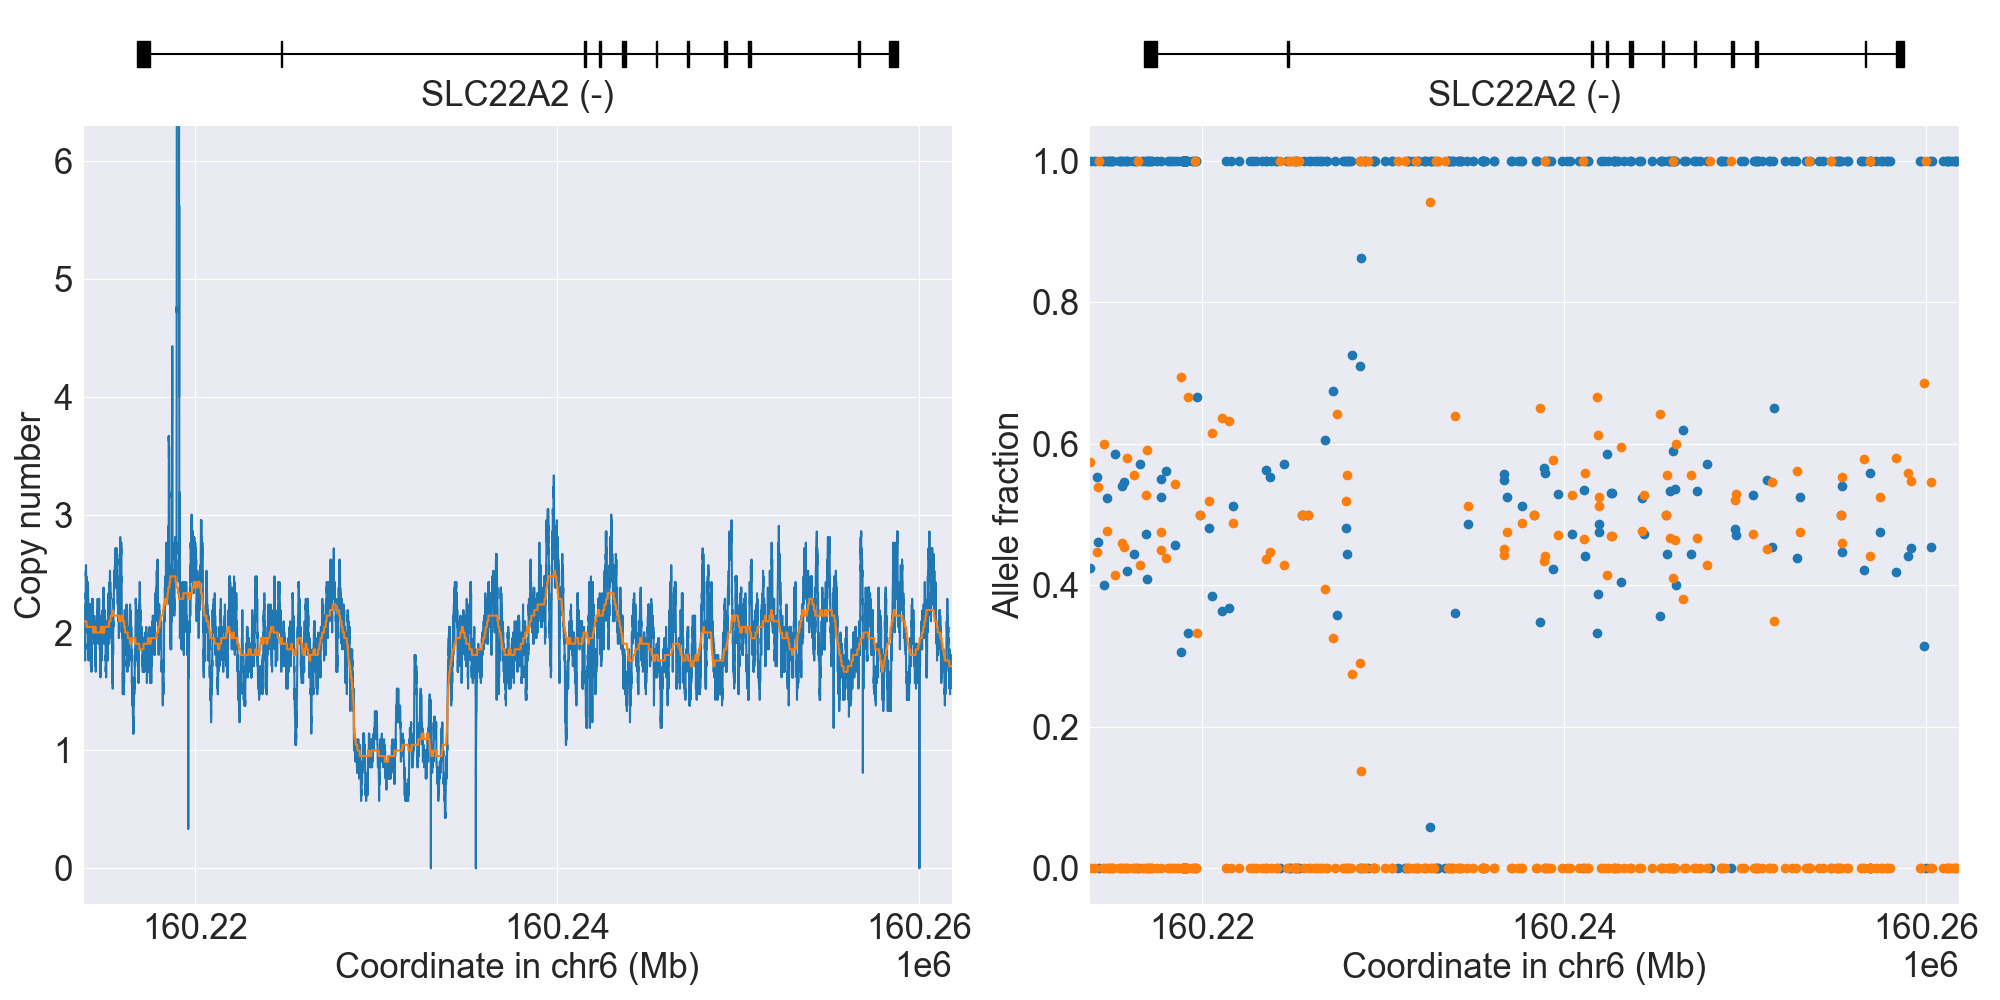 SLC22A2 (-)
6
5
4
3
2
1
0
Copy number
160.22
160.24
160.26
Coordinate in chr6 (Mb)
1e6
SLC22A2 (-)
1.0
0.8
0.6
0.4
0.2
0.0
Allele fraction
160.22
160.24
160.26
Coordinate in chr6 (Mb)
1e6